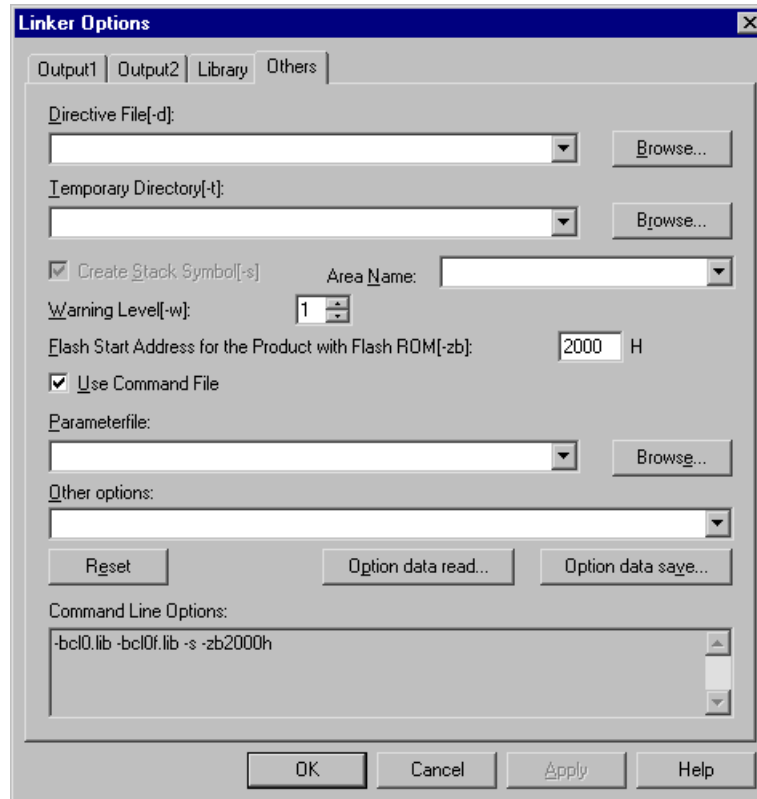 Linker Options
Output1 Output2 Library Others
Directive File[-d]:
Browse...
Temporary Directory[-t]:
Browse...
Create Stack Symbol[-s] Area Name:
Warning Level[-w]: 1
Flash Start Address for the Product with Flash ROM[-zb]: 2000 H
Use Command File
Parameterfile:
Browse...
Other options:
Reset Option data read... Option data save...
Command Line Options:
-bcl0.lib -bcl0f.lib -s -zb2000h
OK Cancel Apply Help